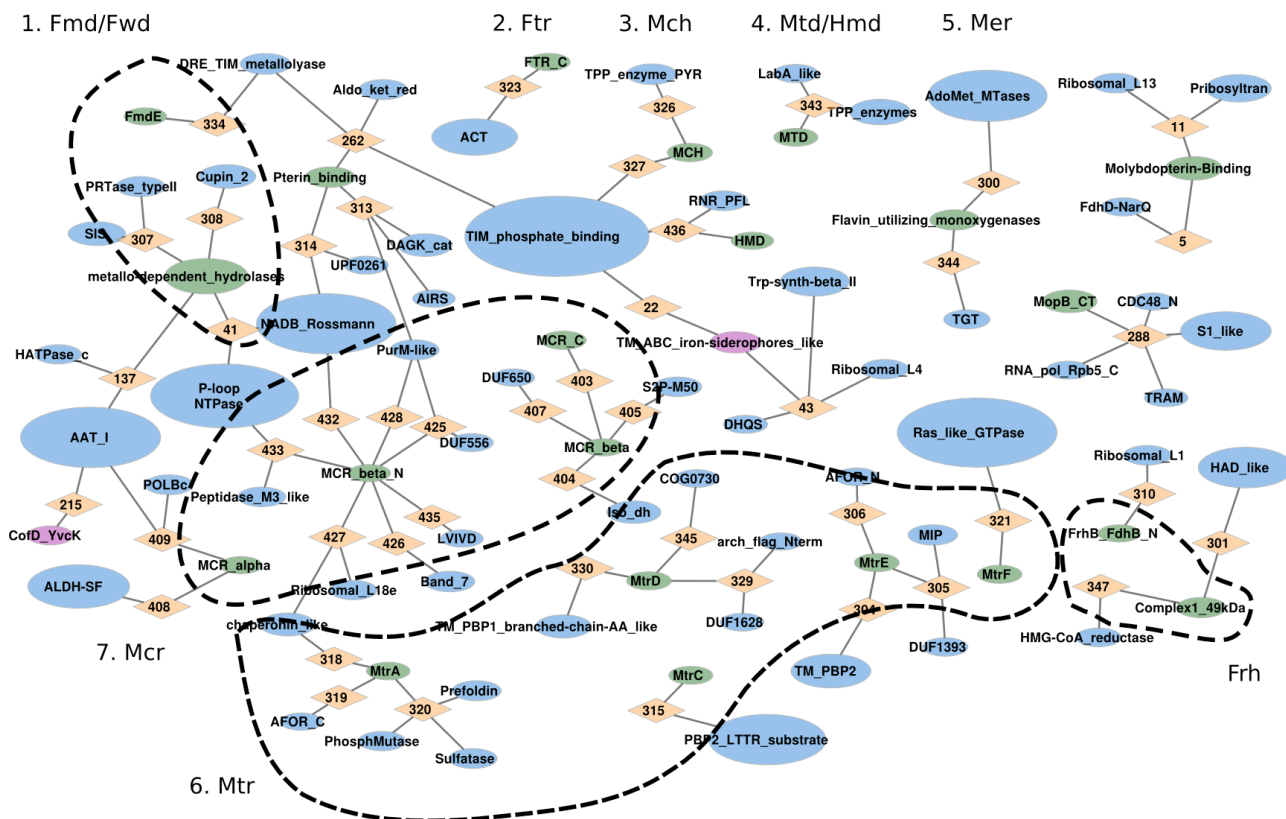 1. Fmd/Fwd
2. Ftr
3. Mch
4. Mtd/Hmd
5. Mer
DRE_TIM_metallolyase
FTR_C
TPP_enzyme_PYR
LabA_like
Ribosomal_L13
Pribosyltran
Aldo_ket_red
323
326
343
TPP_enzymes
AdoMet_MTases
FmdE
334
262
ACT
11
MCH
MTD
327
Molybdopterin-Binding
Pterin_binding
Cupin_2
PRTase_typeII
300
RNR_PFL
FdhD-NarQ
313
308
Flavin_utilizing_monoxygenases
SIS
307
314
DAGK_cat
TIM_phosphate_binding
436
HMD
5
UPF0261
344
metallo-dependent_hydrolases
Trp-synth-beta_II
AIRS
MopB_CT
CDC48_N
22
TGT
41
NADB_Rossmann
288
S1_like
MCR_C
TM_ABC_iron-siderophores_like
HATPase_c
PurM-like
137
DUF650
403
S2P-M50
Ribosomal_L4
RNA_pol_Rpb5_C
P-loop
NTPase
TRAM
407
405
43
432
428
425
DHQS
AAT_I
DUF556
Ras_like_GTPase
433
MCR_beta
Ribosomal_L1
HAD_like
MCR_beta_N
404
COG0730
AFOR_N
POLBc
Peptidase_M3_like
310
215
Iso_dh
306
321
435
CofD_YvcK
409
427
426
LVIVD
345
arch_flag_Nterm
MIP
FrhB_FdhB_N
301
MCR_alpha
330
MtrD
329
MtrE
MtrF
ALDH-SF
Band_7
305
347
408
Ribosomal_L18e
304
Complex1_49kDa
chaperonin_like
TM_PBP1_branched-chain-AA_like
DUF1628
HMG-CoA_reductase
DUF1393
7. Mcr
318
MtrA
MtrC
TM_PBP2
Frh
319
Prefoldin
320
315
AFOR_C
PhosphMutase
PBP2_LTTR_substrate
Sulfatase
6. Mtr